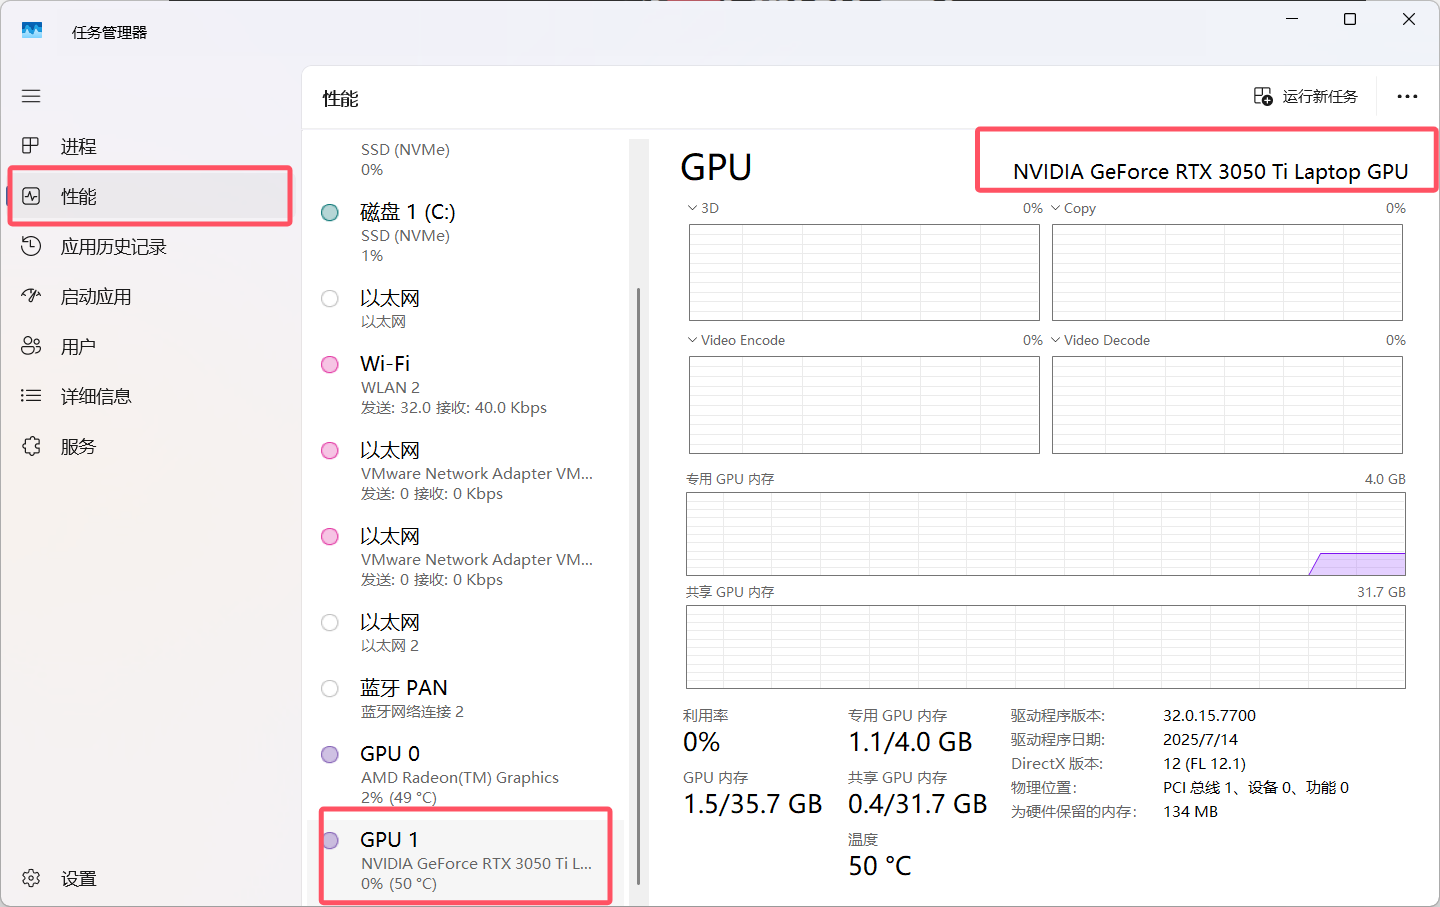 任务管理器
性能
运行新任务
进程
性能
应用历史记录
启动应用
用户
详细信息
服务
设置
SSD (NVMe)
0%
磁盘 1 (C:)
SSD (NVMe)
1%
以太网
以太网
Wi-Fi
WLAN 2
发送: 32.0 接收: 40.0 Kbps
以太网
VMware Network Adapter VM...
发送: 0 接收: 0 Kbps
以太网
VMware Network Adapter VM...
发送: 0 接收: 0 Kbps
以太网
以太网 2
蓝牙 PAN
蓝牙网络连接 2
GPU 0
AMD Radeon(TM) Graphics
2% (49 °C)
GPU 1
NVIDIA GeForce RTX 3050 Ti L...
0% (50 °C)
GPU
NVIDIA GeForce RTX 3050 Ti Laptop GPU
3D 0%
Copy 0%
Video Encode 0%
Video Decode 0%
专用 GPU 内存 4.0 GB
共享 GPU 内存 31.7 GB
利用率
0%
专用 GPU 内存
1.1/4.0 GB
GPU 内存
1.5/35.7 GB
共享 GPU 内存
0.4/31.7 GB
温度
50 °C
驱动程序版本: 32.0.15.7700
驱动程序日期: 2025/7/14
DirectX 版本: 12 (FL 12.1)
物理位置: PCI 总线 1、设备 0、功能 0
为硬件保留的内存: 134 MB